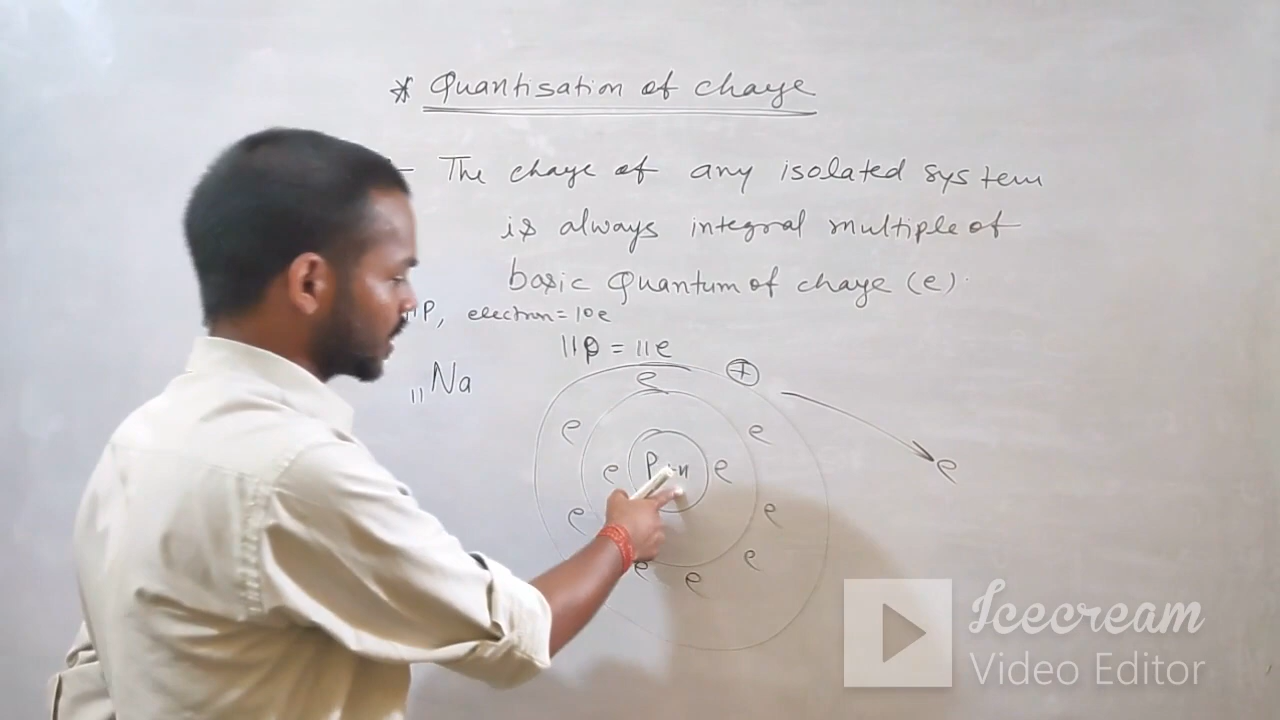 * Quantisation of charge
- The charge of any isolated system
is always integral multiple of
basic Quantum of charge (e).
11P, electron = 10e
11p = 11e
11Na
+
e
e
e
e
P n
e
e
e
e
e
e
e
e
Icecream
Video Editor